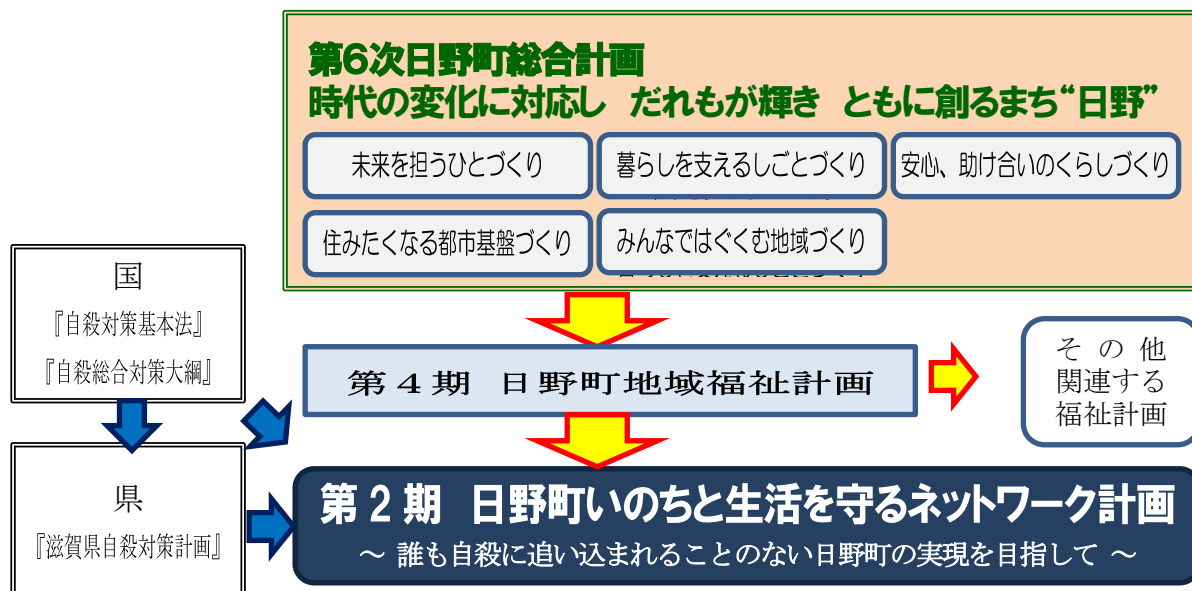 第6次日野町総合計画
時代の変化に対応し だれもが輝き ともに創るまち“日野”
未来を担うひとづくり
暮らしを支えるしごとづくり
安心、助け合いのくらしづくり
住みたくなる都市基盤づくり
みんなではぐくむ地域づくり
国
『自殺対策基本法』
『自殺総合対策大綱』
第4期 日野町地域福祉計画
その他
関連する
福祉計画
県
『滋賀県自殺対策計画』
第2期 日野町いのちと生活を守るネットワーク計画
～ 誰も自殺に追い込まれることのない日野町の実現を目指して ～